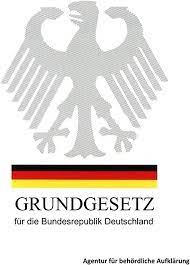 GRUNDGESETZ
für die Bundesrepublik Deutschland
Agentur für behördliche Aufklärung